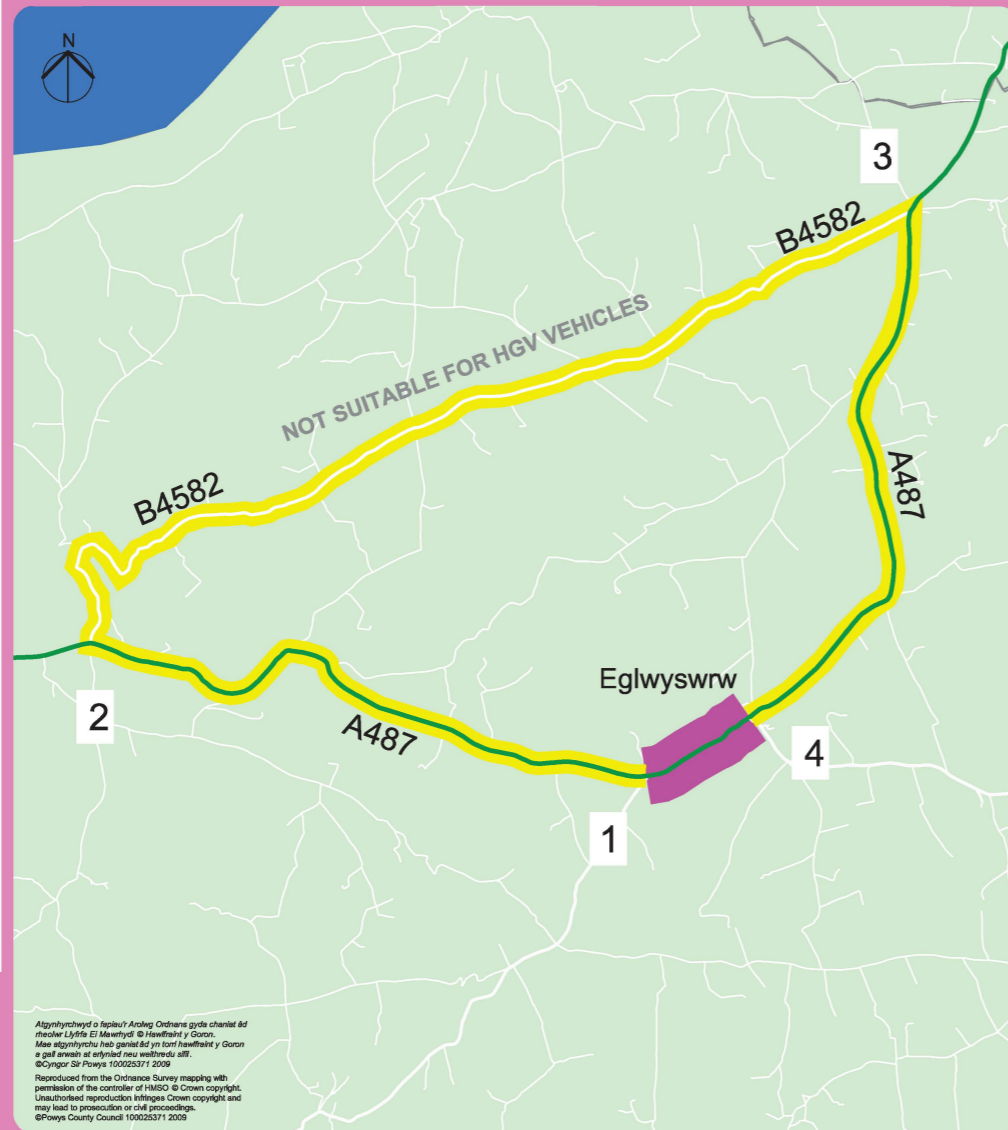 N
3
B4582
NOT SUITABLE FOR HGV VEHICLES
A487
B4582
Eglwyswrw
2
A487
4
1
Atgynhyrchwyd o fapiau'r Arolwg Ordnans gyda chaniat âd
rheolwr Llyfrfa Ei Mawrhydi © Hawlfraint y Goron.
Mae atgynhyrchu heb ganiat âd yn torri hawlfraint y Goron
a gall arwain at erlyniad neu weithredu sifil .
©Cyngor Sir Powys 100025371 2009
Reproduced from the Ordnance Survey mapping with
permission of the controller of HMSO © Crown copyright.
Unauthorised reproduction infringes Crown copyright and
may lead to prosecution or civil proceedings.
©Powys County Council 100025371 2009